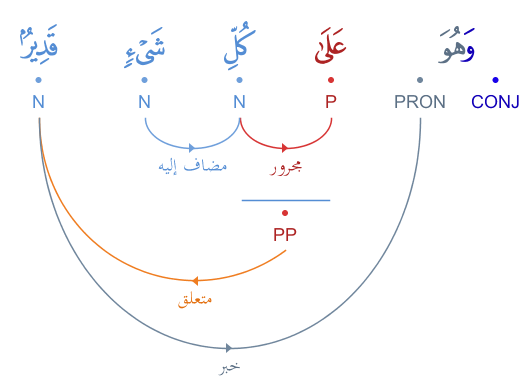 وَهُوَ عَلَىٰ كُلِّ شَىْءٍ قَدِيرٌ
CONJ PRON P N N N
مجرور مضاف إليه
PP
متعلق
خبر